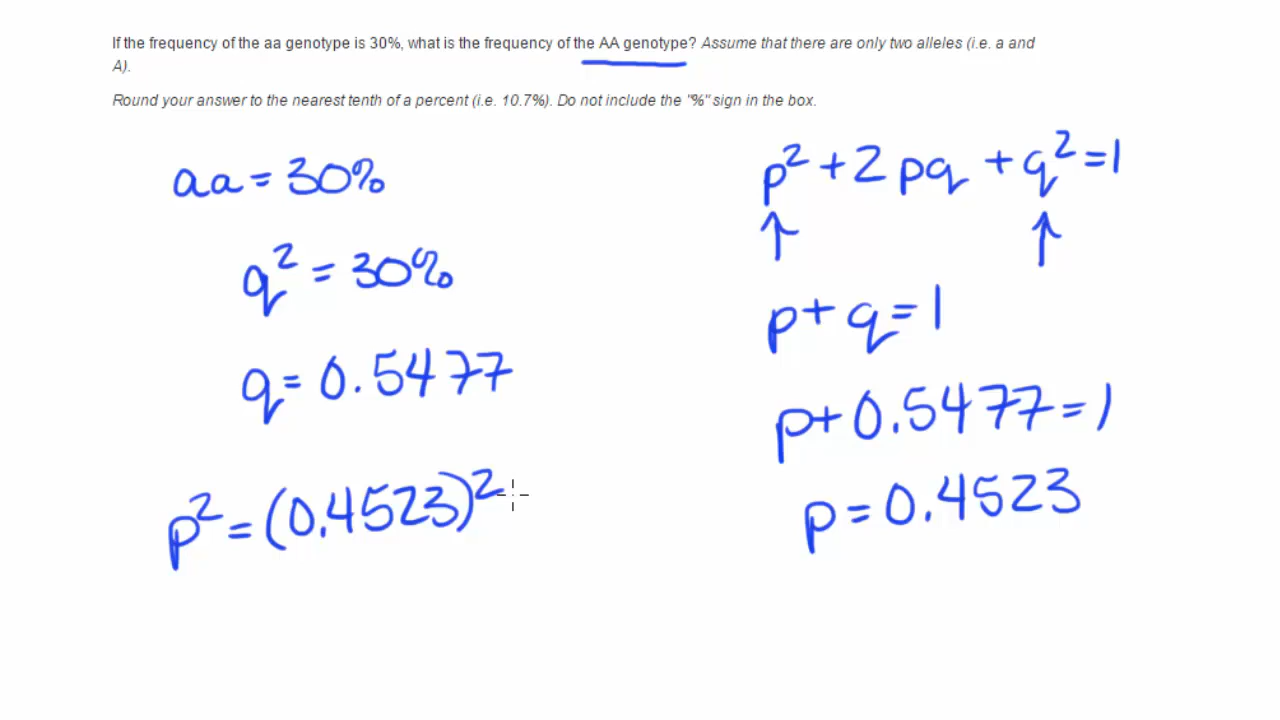 If the frequency of the aa genotype is 30%, what is the frequency of the AA genotype? Assume that there are only two alleles (i.e. a and
A).
Round your answer to the nearest tenth of a percent (i.e. 10.7%). Do not include the "%" sign in the box.
aa = 30%
q² = 30%
q = 0.5477
p² = (0.4523)²
p² + 2pq + q² = 1
p + q = 1
p + 0.5477 = 1
p = 0.4523